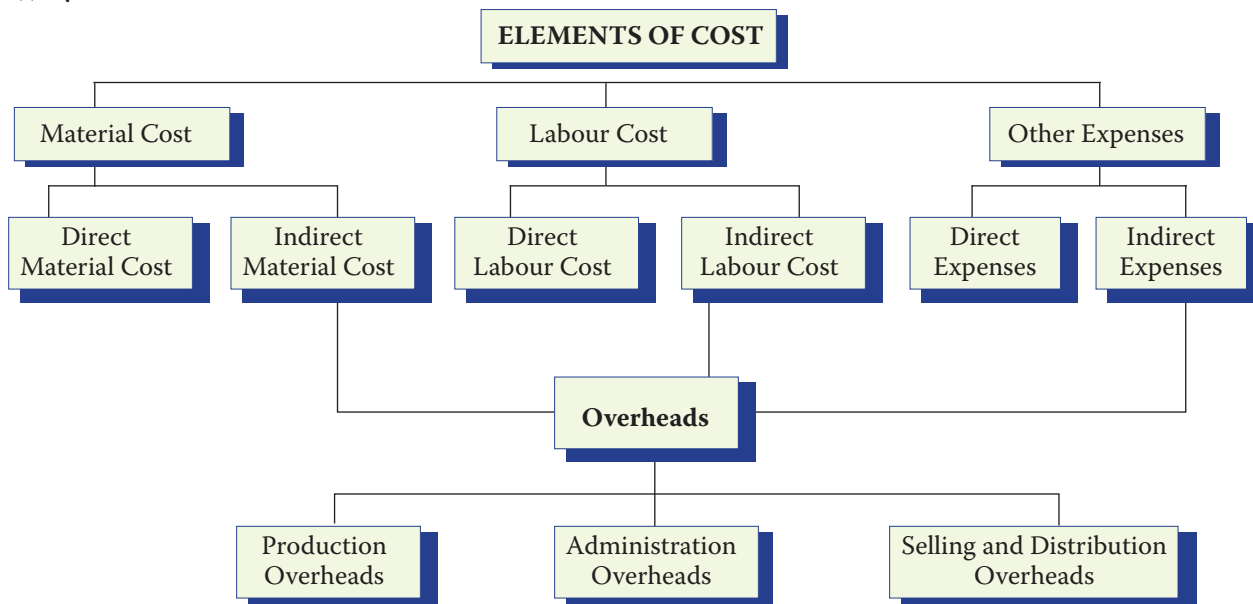 ELEMENTS OF COST
Material Cost
Labour Cost
Other Expenses
Direct
Material Cost
Indirect
Material Cost
Direct
Labour Cost
Indirect
Labour Cost
Direct
Expenses
Indirect
Expenses
Overheads
Production
Overheads
Administration
Overheads
Selling and Distribution
Overheads